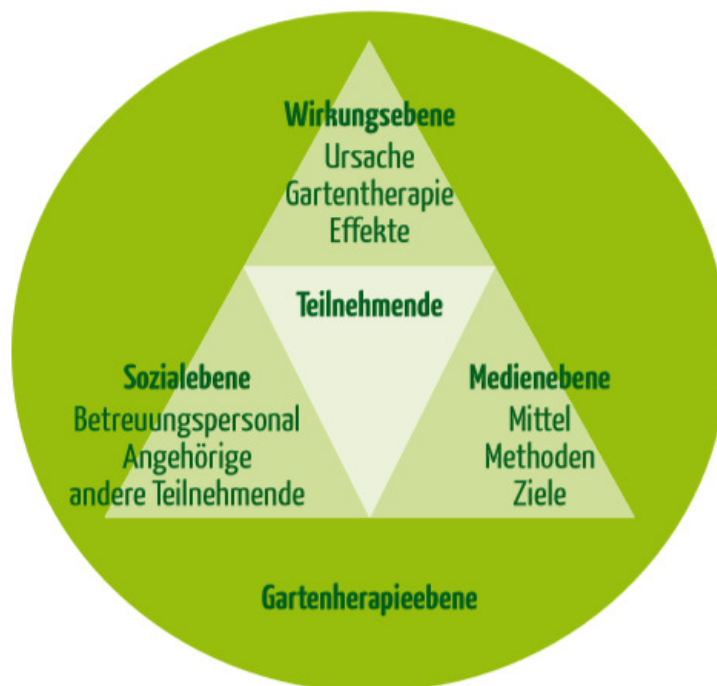 Wirkungsebene
Ursache
Gartentherapie
Effekte
Teilnehmende
Sozialebene
Betreuungspersonal
Angehörige
andere Teilnehmende
Medienebene
Mittel
Methoden
Ziele
Gartenherapieebene